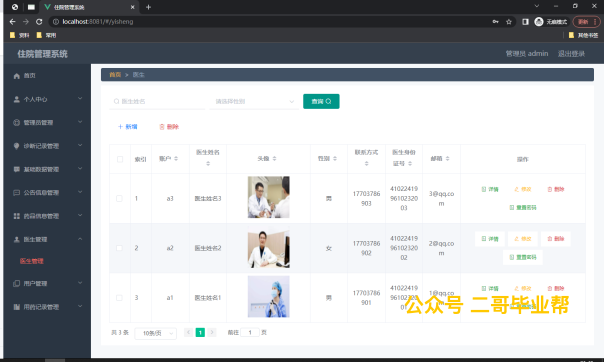 住院管理系统
localhost:8081/#/yisheng
无痕模式
更新
资料
常用
其他书签
住院管理系统
管理员 admin
退出登录
首页
个人中心
管理员管理
诊断记录管理
基础数据管理
公告信息管理
药品信息管理
医生管理
医生管理
用户管理
用药记录管理
首页 > 医生
医生姓名
查询
新增
删除
索引 账户 医生姓名 头像 性别 联系方式 医生身份证号 邮箱 操作
1 a3 医生姓名3 男 17703786903 410224199610232003 3@qq.com 详情 修改 删除
重置密码
2 a2 医生姓名2 女 17703786902 410224199610232002 2@qq.com 详情 修改 删除
重置密码
3 a1 医生姓名1 男 17703786901 1@qq.com 详情 修改 删除
公众号 二哥毕业帮
共 3 条 10条/页 1 前往 1 页